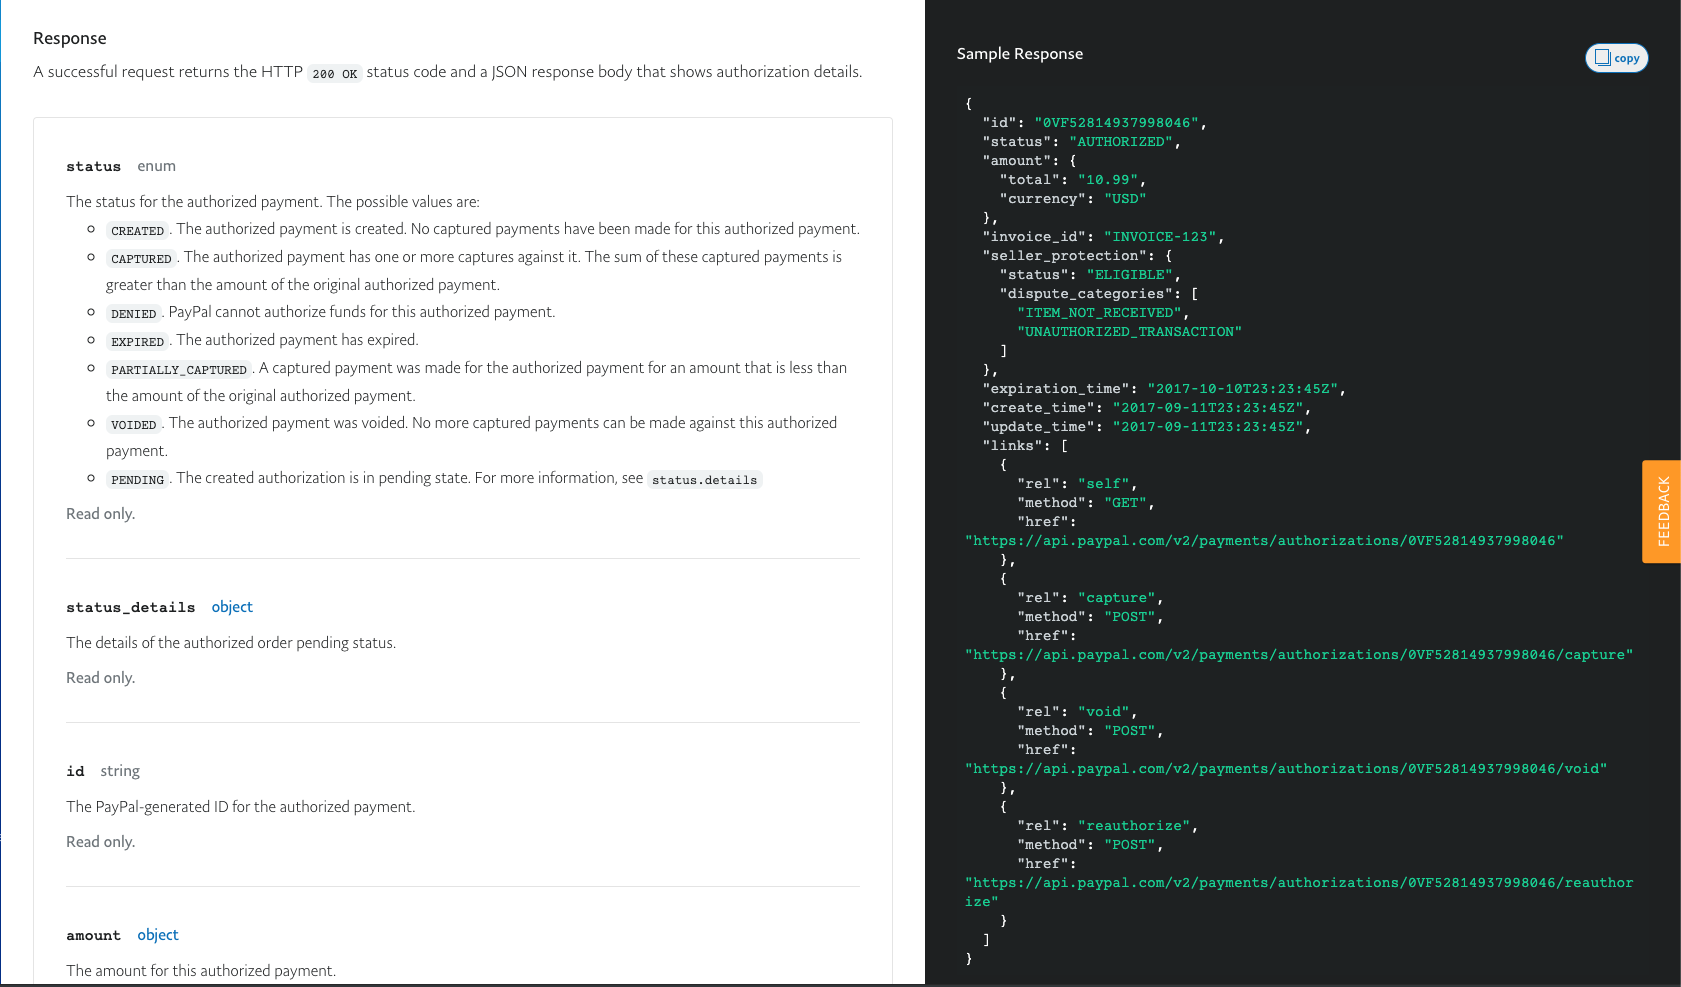 Response
A successful request returns the HTTP 200 OK status code and a JSON response body that shows authorization details.
status enum
The status for the authorized payment. The possible values are:
CREATED. The authorized payment is created. No captured payments have been made for this authorized payment.
CAPTURED. The authorized payment has one or more captures against it. The sum of these captured payments is
greater than the amount of the original authorized payment.
DENIED. PayPal cannot authorize funds for this authorized payment.
EXPIRED. The authorized payment has expired.
PARTIALLY_CAPTURED. A captured payment was made for the authorized payment for an amount that is less than
the amount of the original authorized payment.
VOIDED. The authorized payment was voided. No more captured payments can be made against this authorized
payment.
PENDING. The created authorization is in pending state. For more information, see status.details
Read only.
status_details object
The details of the authorized order pending status.
Read only.
id string
The PayPal-generated ID for the authorized payment.
Read only.
amount object
The amount for this authorized payment.
Sample Response
copy
{
"id": "0VF52814937998046",
"status": "AUTHORIZED",
"amount": {
"total": "10.99",
"currency": "USD"
},
"invoice_id": "INVOICE-123",
"seller_protection": {
"status": "ELIGIBLE",
"dispute_categories": [
"ITEM_NOT_RECEIVED",
"UNAUTHORIZED_TRANSACTION"
]
},
"expiration_time": "2017-10-10T23:23:45Z",
"create_time": "2017-09-11T23:23:45Z",
"update_time": "2017-09-11T23:23:45Z",
"links": [
{
"rel": "self",
"method": "GET",
"href":
"https://api.paypal.com/v2/payments/authorizations/0VF52814937998046"
},
{
"rel": "capture",
"method": "POST",
"href":
"https://api.paypal.com/v2/payments/authorizations/0VF52814937998046/capture"
},
{
"rel": "void",
"method": "POST",
"href":
"https://api.paypal.com/v2/payments/authorizations/0VF52814937998046/void"
},
{
"rel": "reauthorize",
"method": "POST",
"href":
"https://api.paypal.com/v2/payments/authorizations/0VF52814937998046/reauthor
ize"
}
]
}
FEEDBACK